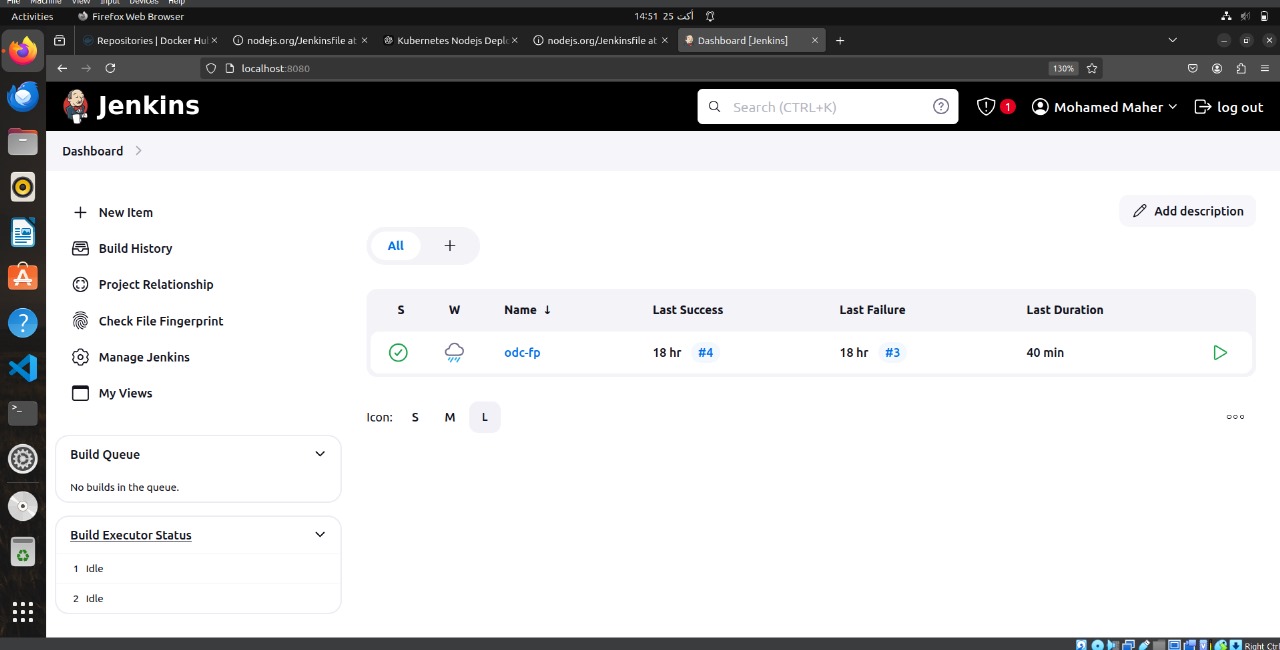 File Machine View Input Devices Help
Activities Firefox Web Browser 14:51 25 أكت
Repositories | Docker Hu nodejs.org/Jenkinsfile at Kubernetes Nodejs Deplo nodejs.org/Jenkinsfile at Dashboard [Jenkins]
localhost:8080 130%
Jenkins Search (CTRL+K) 1 Mohamed Maher log out
Dashboard
New Item
Build History
Project Relationship
Check File Fingerprint
Manage Jenkins
My Views
Build Queue
No builds in the queue.
Build Executor Status
1 Idle
2 Idle
Add description
All +
S W Name ↓ Last Success Last Failure Last Duration
odc-fp 18 hr #4 18 hr #3 40 min
Icon: S M L
Right Ctrl